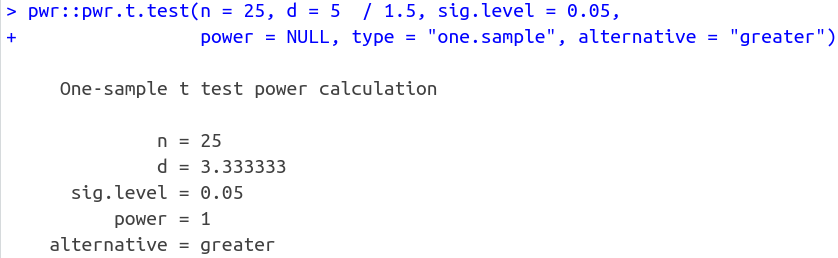 > pwr::pwr.t.test(n = 25, d = 5  / 1.5, sig.level = 0.05,
+                 power = NULL, type = "one.sample", alternative = "greater")
     One-sample t test power calculation
              n = 25
              d = 3.333333
      sig.level = 0.05
          power = 1
    alternative = greater